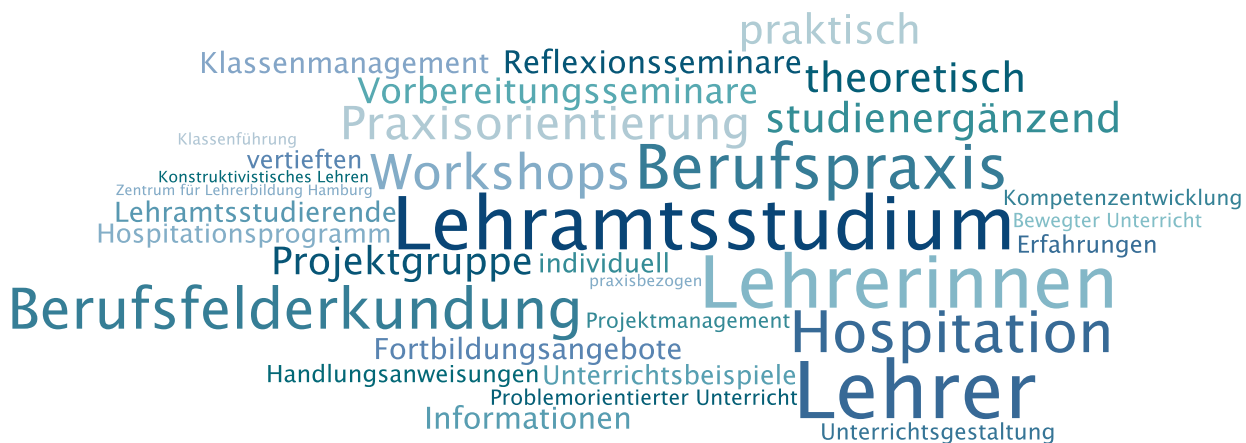 praktisch
Klassenmanagement
Reflexionsseminare
theoretisch
Vorbereitungsseminare
Praxisorientierung
studienergänzend
Klassenführung
vertieften
Workshops
Berufspraxis
Konstruktivistisches Lehren
Zentrum für Lehrerbildung Hamburg
Kompetenzentwicklung
Lehramtsstudierende
Lehramtsstudium
Bewegter Unterricht
Hospitationsprogramm
Erfahrungen
Projektgruppe
individuell
praxisbezogen
Lehrerinnen
Berufsfelderkundung
Projektmanagement
Hospitation
Fortbildungsangebote
Handlungsanweisungen
Unterrichtsbeispiele
Lehrer
Problemorientierter Unterricht
Informationen
Unterrichtsgestaltung